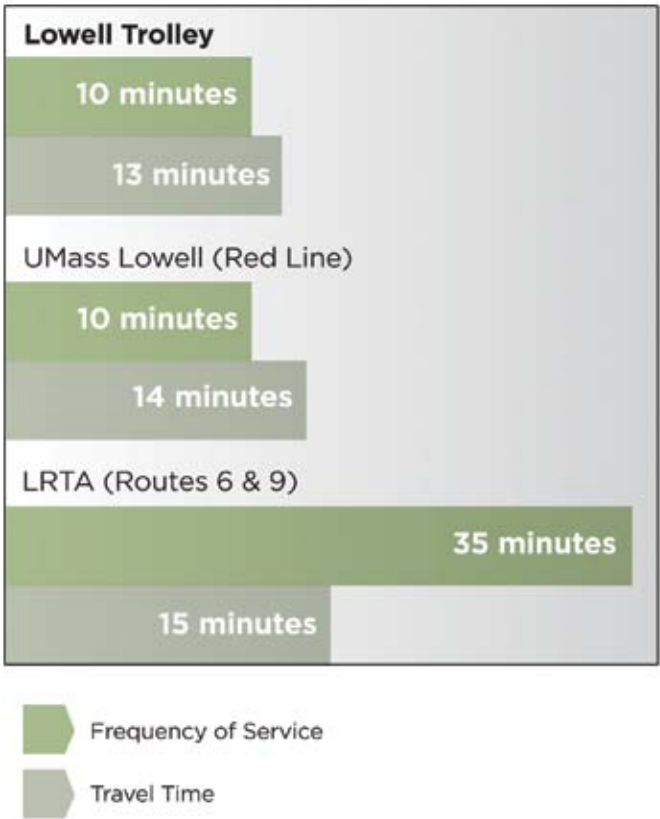 Lowell Trolley
10 minutes
13 minutes
UMass Lowell (Red Line)
10 minutes
14 minutes
LRTA (Routes 6 & 9)
35 minutes
15 minutes
Frequency of Service
Travel Time